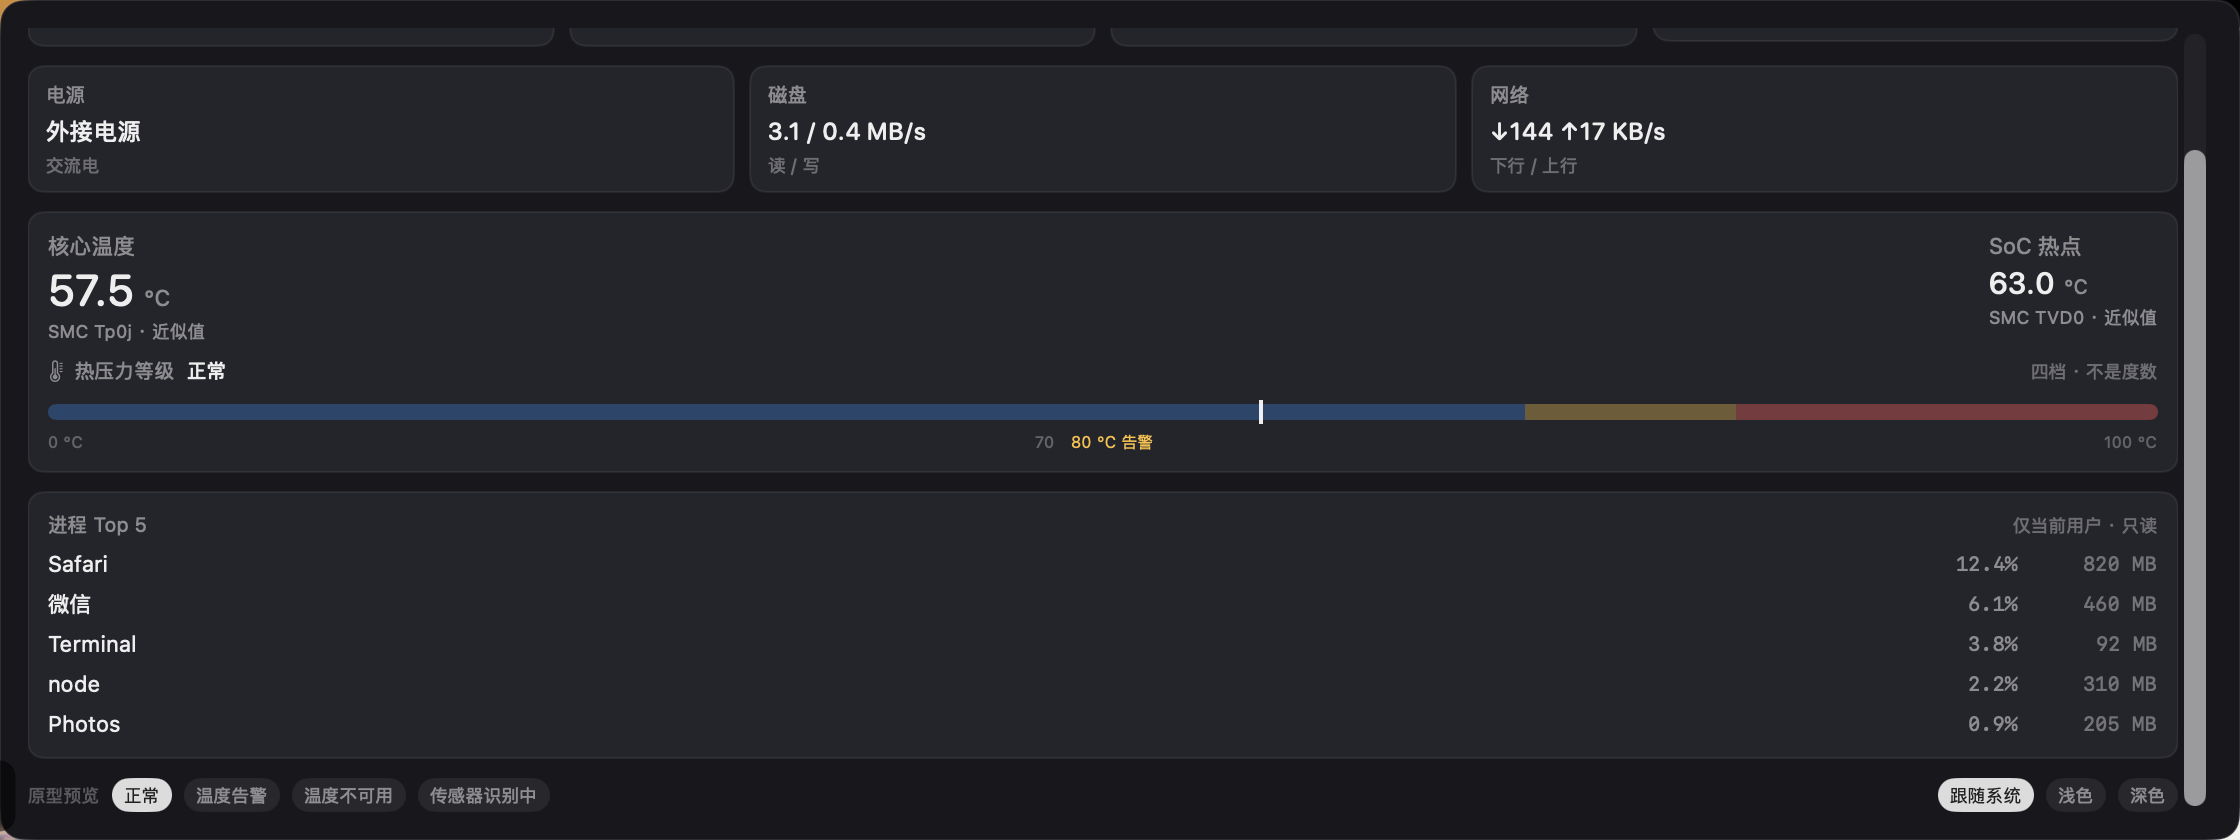 电源
外接电源
交流电
磁盘
3.1 / 0.4 MB/s
读 / 写
网络
↓144 ↑17 KB/s
下行 / 上行
核心温度
57.5 °C
SMC Tp0j · 近似值
SoC 热点
63.0 °C
SMC TVD0 · 近似值
热压力等级 正常
四档 · 不是度数
0 °C 70 80 °C 告警 100 °C
进程 Top 5 仅当前用户 · 只读
Safari 12.4% 820 MB
微信 6.1% 460 MB
Terminal 3.8% 92 MB
node 2.2% 310 MB
Photos 0.9% 205 MB
原型预览 正常 温度告警 温度不可用 传感器识别中 跟随系统 浅色 深色